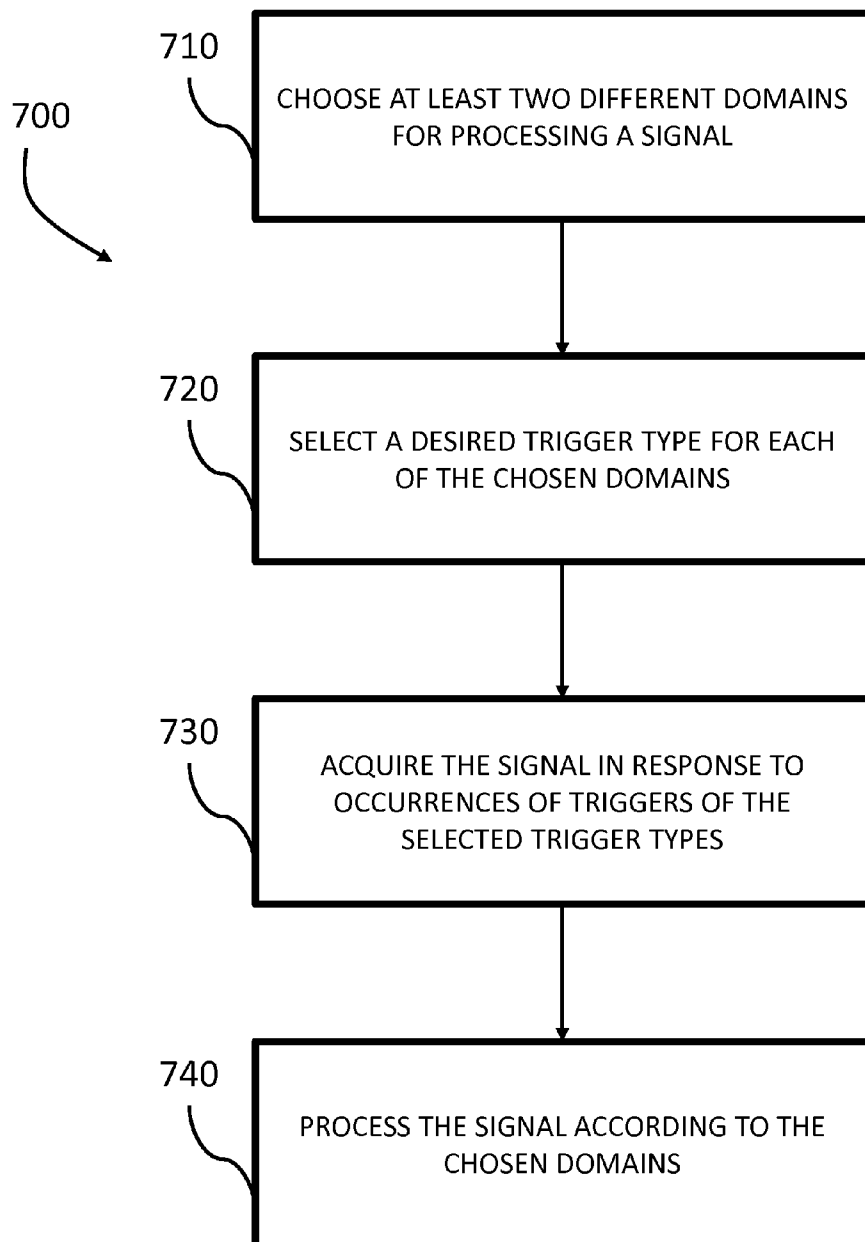 710
CHOOSE AT LEAST TWO DIFFERENT DOMAINS
FOR PROCESSING A SIGNAL
700
720
SELECT A DESIRED TRIGGER TYPE FOR EACH
OF THE CHOSEN DOMAINS
730
ACQUIRE THE SIGNAL IN RESPONSE TO
OCCURRENCES OF TRIGGERS OF THE
SELECTED TRIGGER TYPES
740
PROCESS THE SIGNAL ACCORDING TO THE
CHOSEN DOMAINS